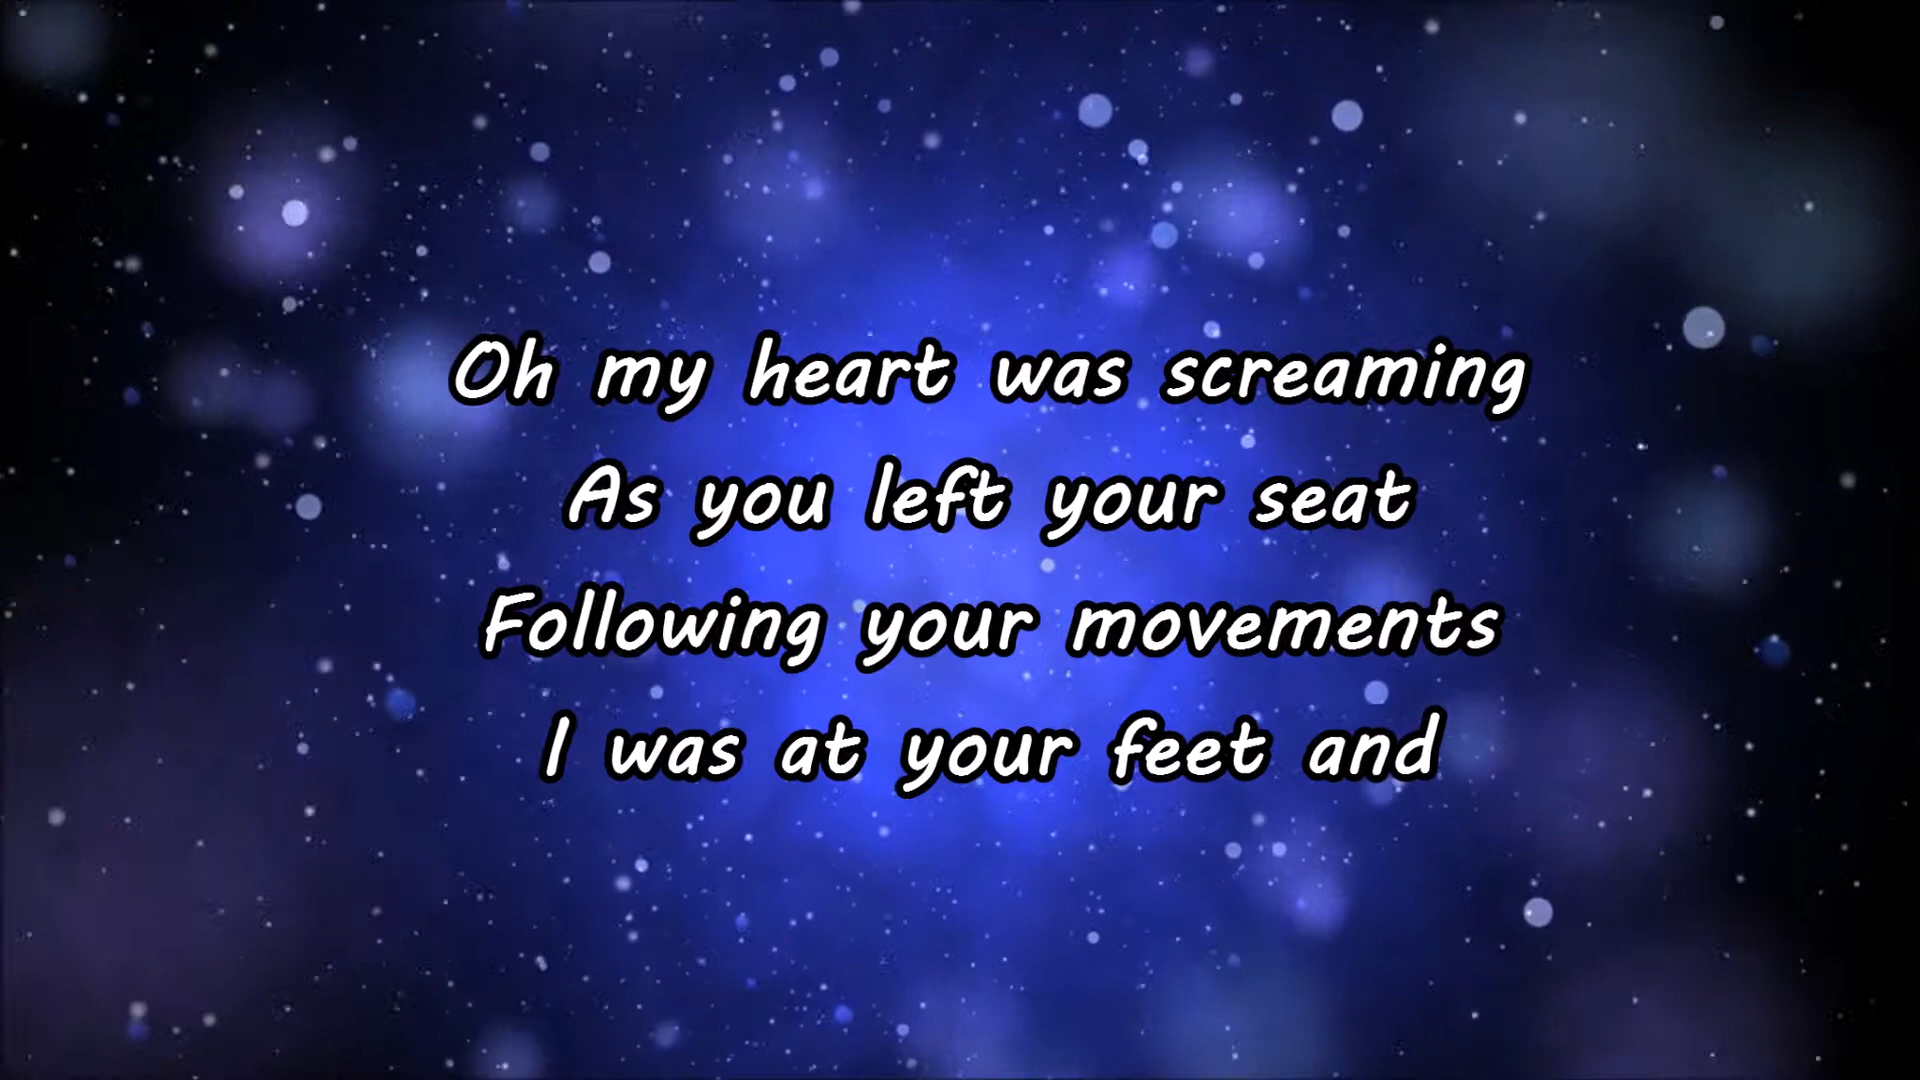 Oh my heart was screaming
As you left your seat
Following your movements
I was at your feet and